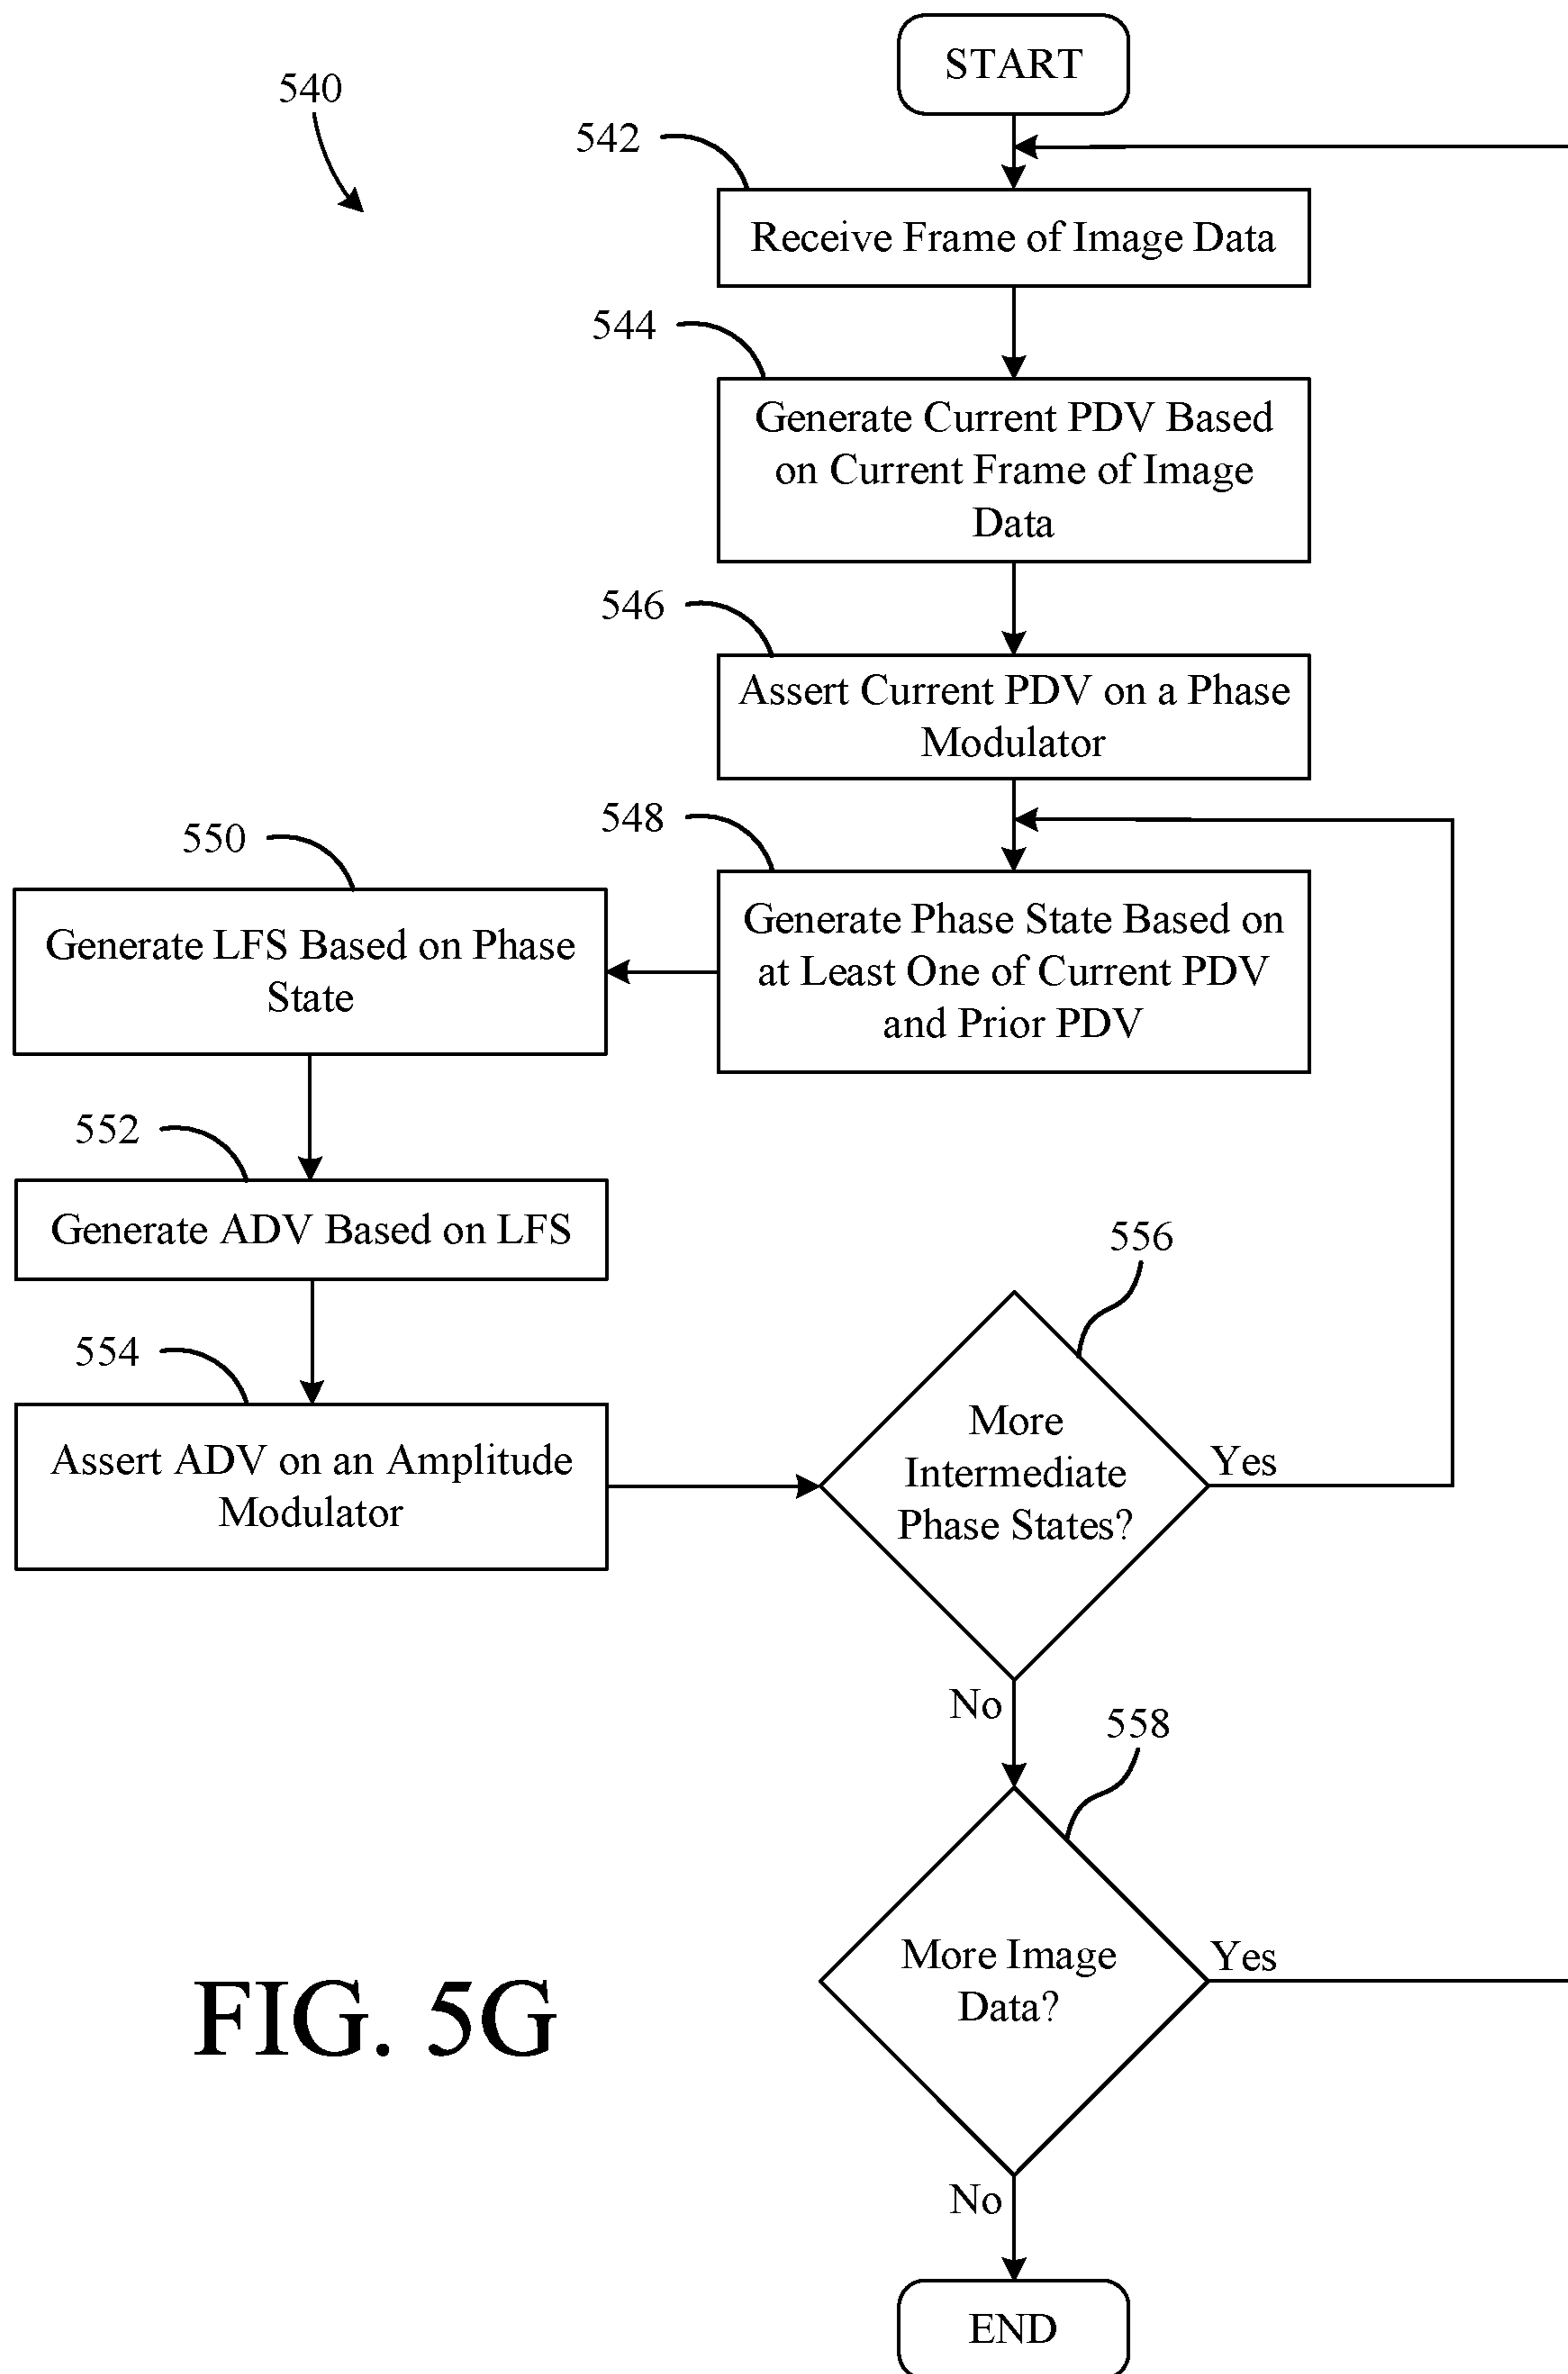 START
540
542
Receive Frame of Image Data
544
Generate Current PDV Based
on Current Frame of Image
Data
546
Assert Current PDV on a Phase
Modulator
548
Generate Phase State Based on
at Least One of Current PDV
and Prior PDV
550
Generate LFS Based on Phase
State
552
Generate ADV Based on LFS
554
Assert ADV on an Amplitude
Modulator
556
More
Intermediate
Phase States?
Yes
No
558
More Image
Data?
Yes
No
END
FIG. 5G